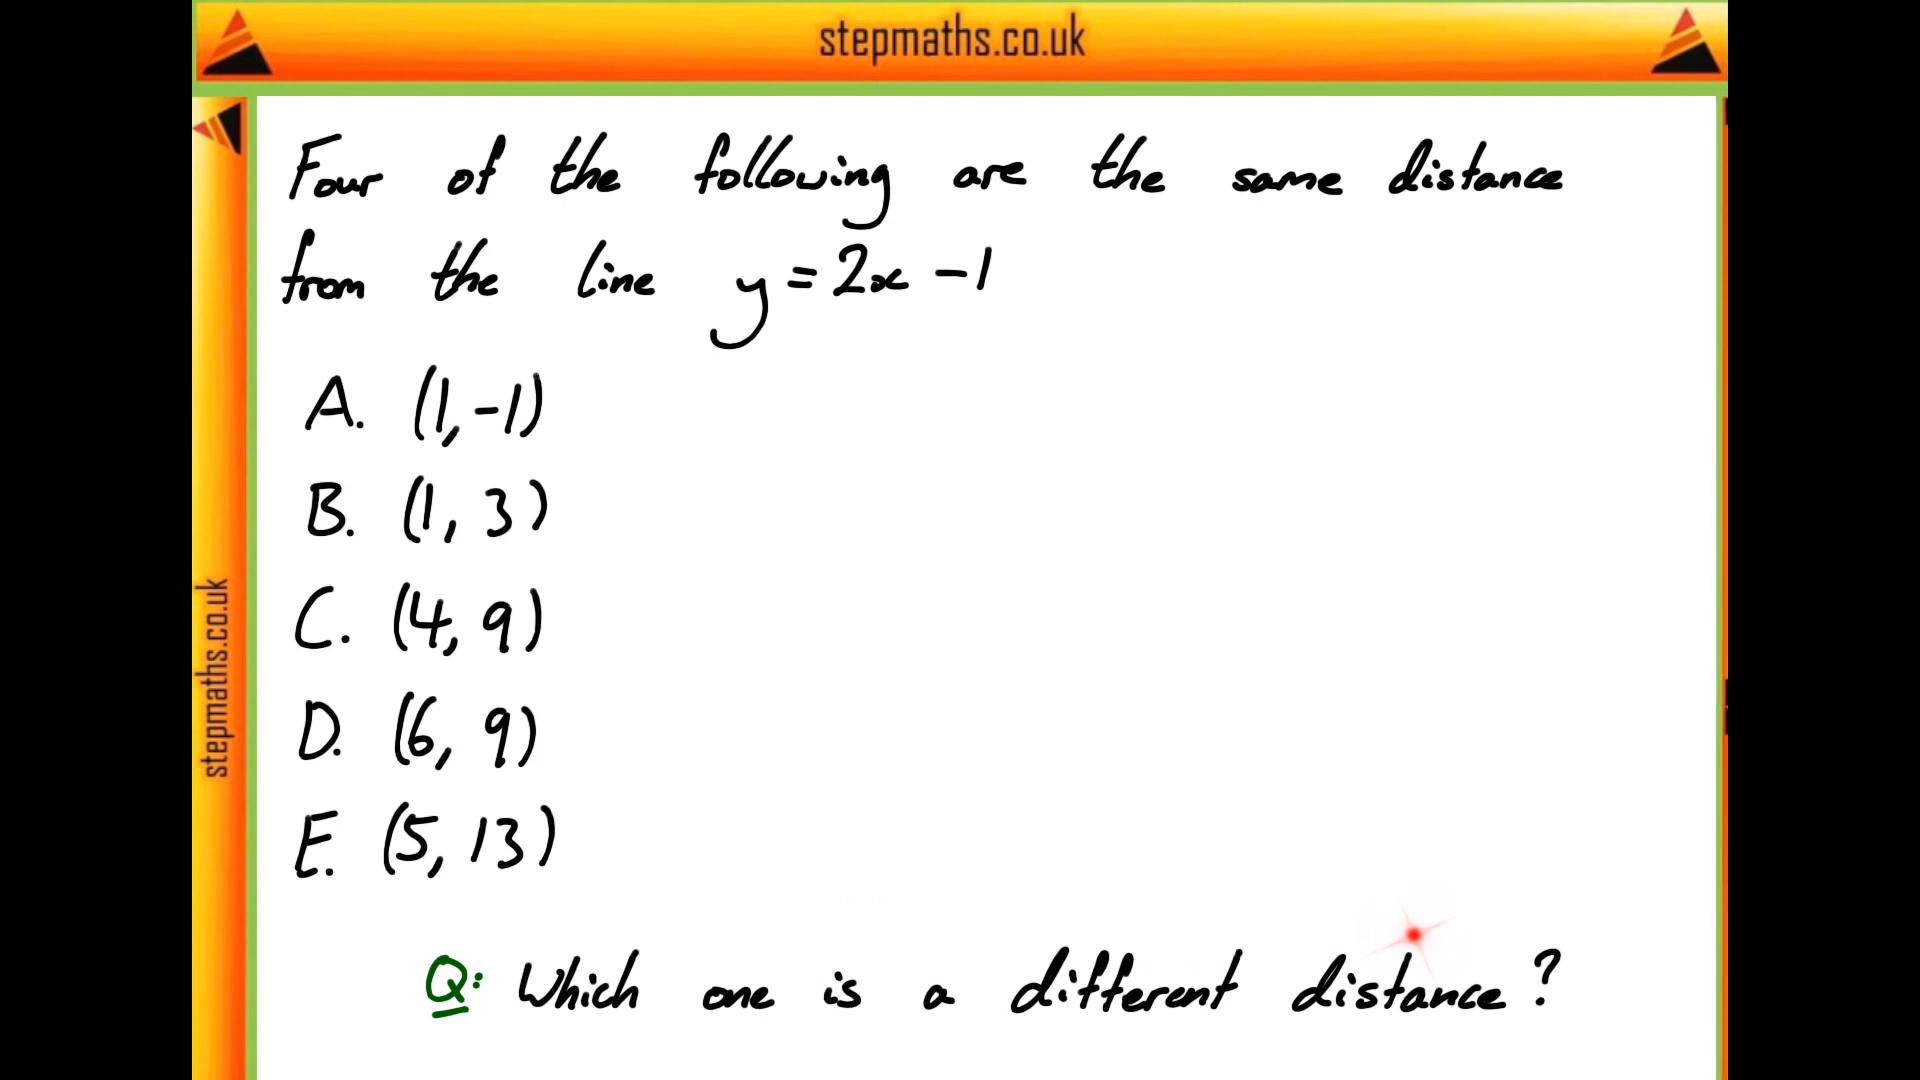 stepmaths.co.uk
Four of the following are the same distance
from the line y = 2x - 1
A. (1, -1)
B. (1, 3)
C. (4, 9)
D. (6, 9)
E. (5, 13)
Q: Which one is a different distance?
stepmaths.co.uk